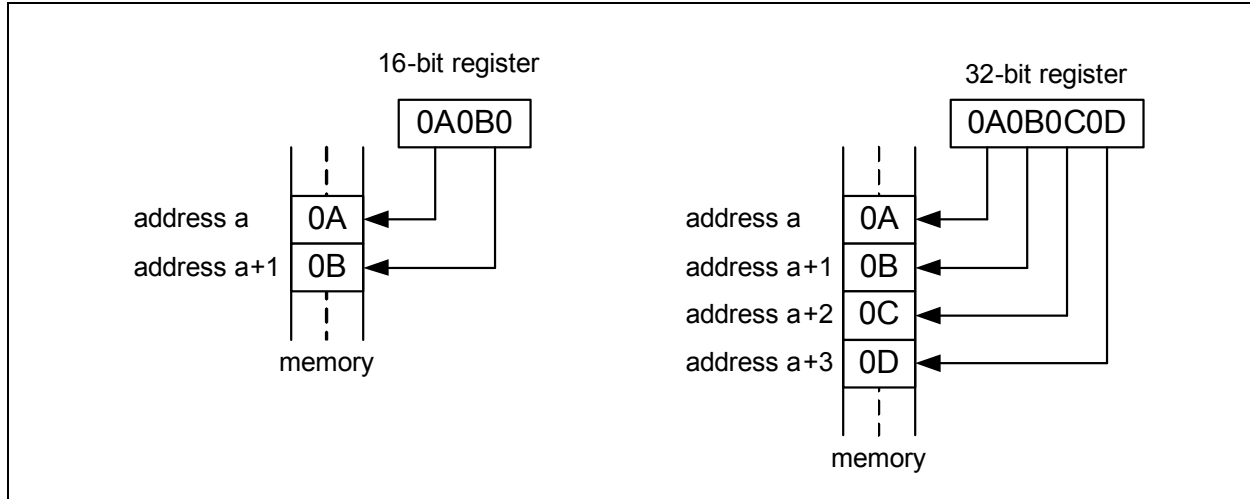 16-bit register
0A0B0
address a
0A
address a+1
0B
memory
32-bit register
0A0B0C0D
address a
0A
address a+1
0B
address a+2
0C
address a+3
0D
memory